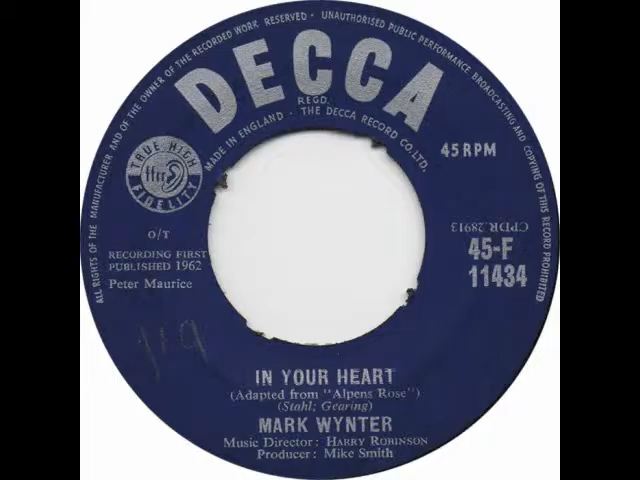 ALL RIGHTS OF THE MANUFACTURER AND OF THE OWNER OF THE RECORDED WORK RESERVED · UNAUTHORISED PUBLIC PERFORMANCE BROADCASTING AND COPYING OF THIS RECORD PROHIBITED
DECCA
REGD.
MADE IN ENGLAND · THE DECCA RECORD CO. LTD.
TRUE HIGH
ffrr
FIDELITY
45 RPM
O/T
RECORDING FIRST
PUBLISHED 1962
Peter Maurice
CPDR.28913
45-F
11434
IN YOUR HEART
(Adapted from "Alpens Rose")
(Stahl; Gearing)
MARK WYNTER
Music Director: HARRY ROBINSON
Producer: Mike Smith